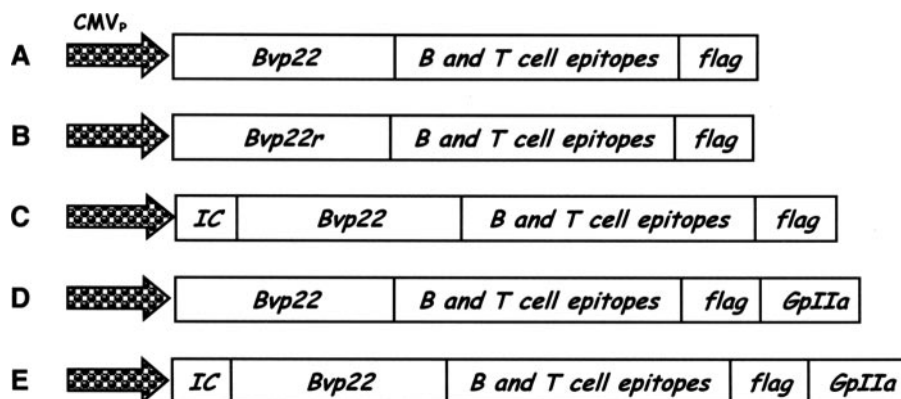 CMVP
A Bvp22 B and T cell epitopes flag
B Bvp22r B and T cell epitopes flag
C IC Bvp22 B and T cell epitopes flag
D Bvp22 B and T cell epitopes flag GpIIa
E IC Bvp22 B and T cell epitopes flag GpIIa